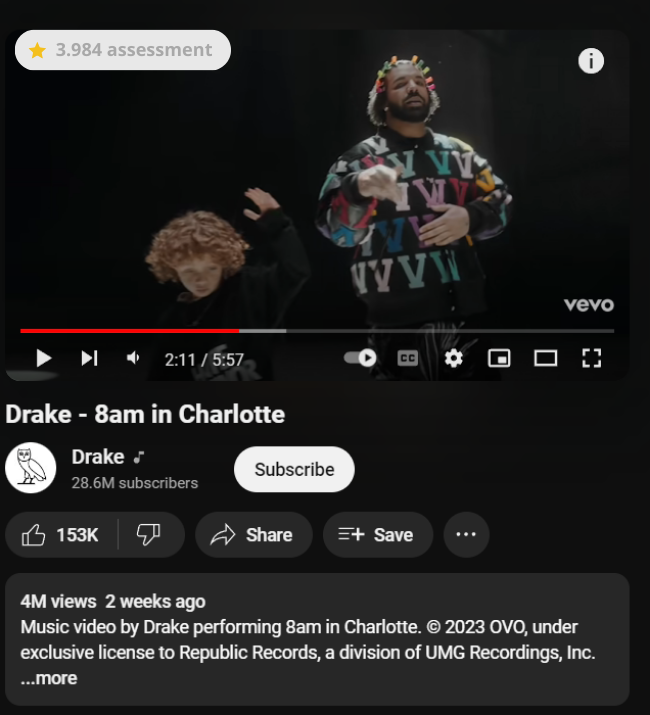 3.984 assessment
vevo
2:11 / 5:57
CC
Drake - 8am in Charlotte
Drake
28.6M subscribers
Subscribe
153K
Share
Save
4M views 2 weeks ago
Music video by Drake performing 8am in Charlotte. © 2023 OVO, under
exclusive license to Republic Records, a division of UMG Recordings, Inc.
...more